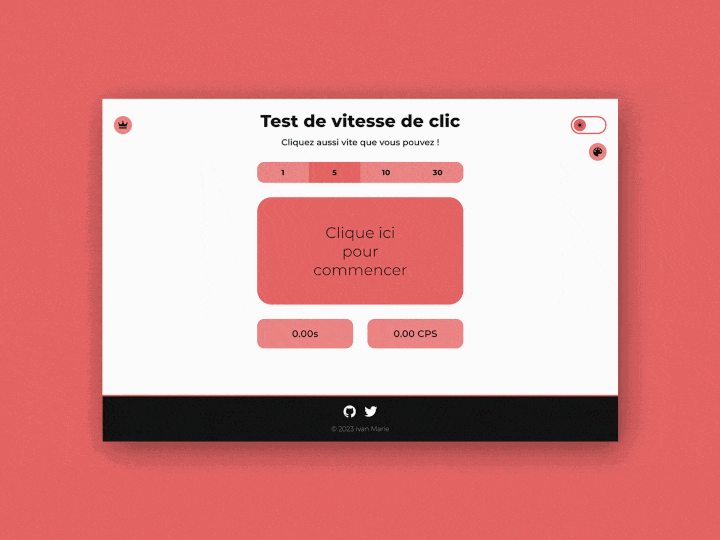 Test de vitesse de clic
Cliquez aussi vite que vous pouvez !
1 5 10 30
Clique ici
pour
commencer
0.00s 0.00 CPS
© 2023 Ivan Marie